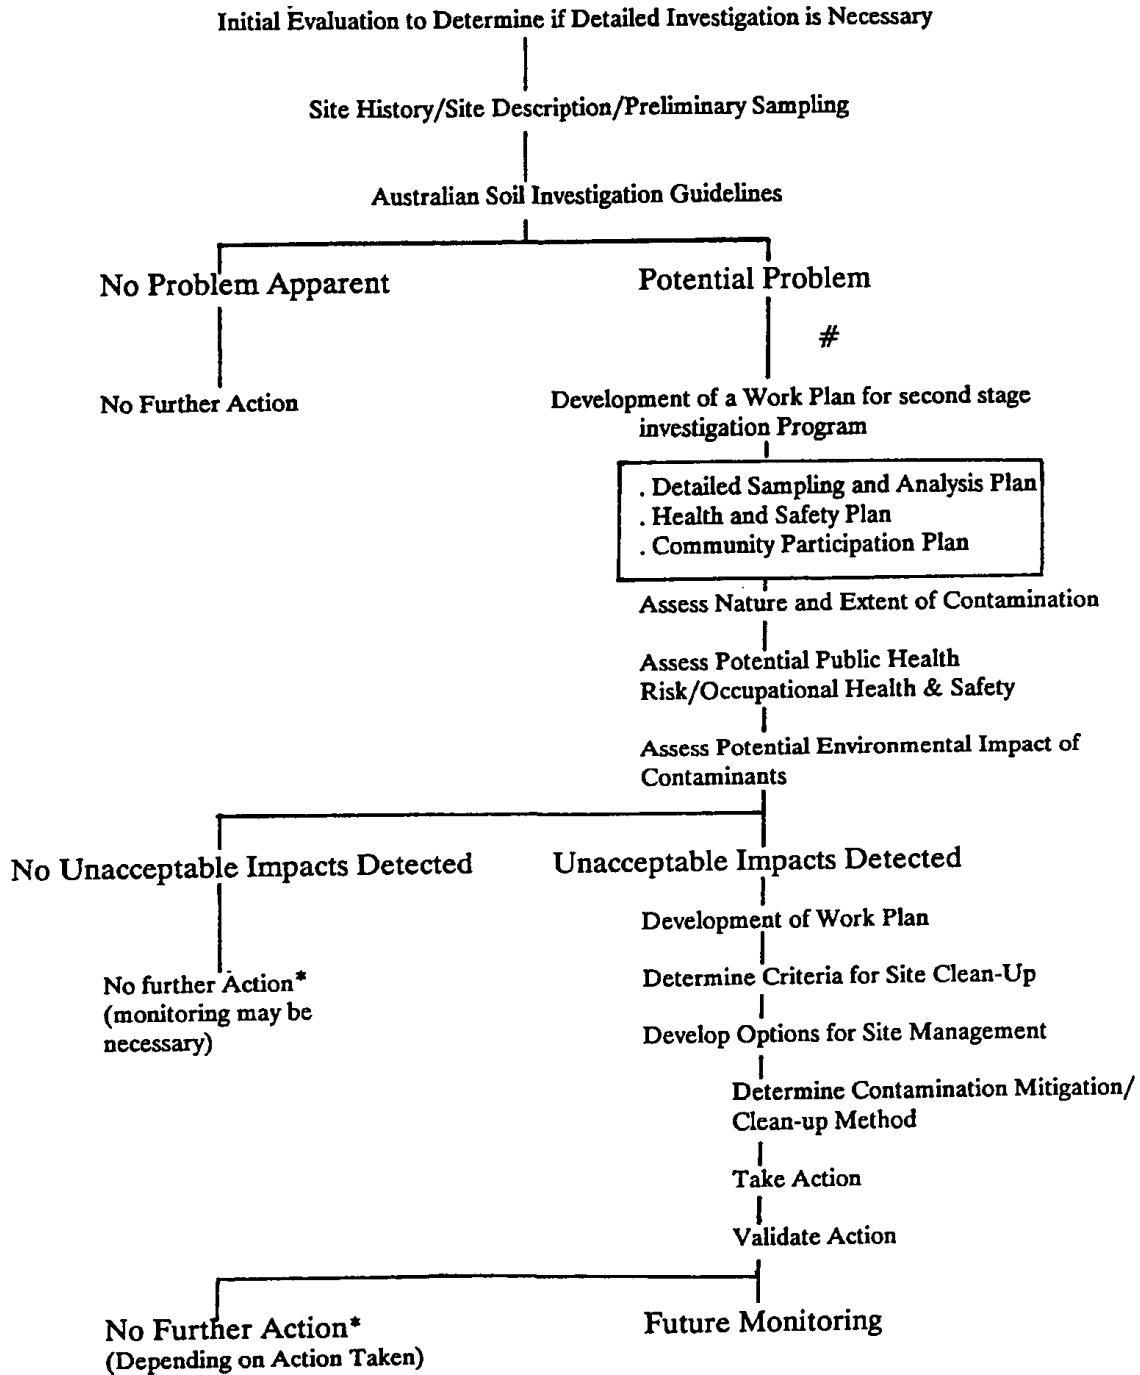 Initial Evaluation to Determine if Detailed Investigation is Necessary
Site History/Site Description/Preliminary Sampling
Australian Soil Investigation Guidelines
No Problem Apparent
Potential Problem
#
No Further Action
Development of a Work Plan for second stage
investigation Program
. Detailed Sampling and Analysis Plan
. Health and Safety Plan
. Community Participation Plan
Assess Nature and Extent of Contamination
Assess Potential Public Health
Risk/Occupational Health & Safety
Assess Potential Environmental Impact of
Contaminants
No Unacceptable Impacts Detected
Unacceptable Impacts Detected
Development of Work Plan
No further Action*
(monitoring may be
necessary)
Determine Criteria for Site Clean-Up
Develop Options for Site Management
Determine Contamination Mitigation/
Clean-up Method
Take Action
Validate Action
No Further Action*
(Depending on Action Taken)
Future Monitoring